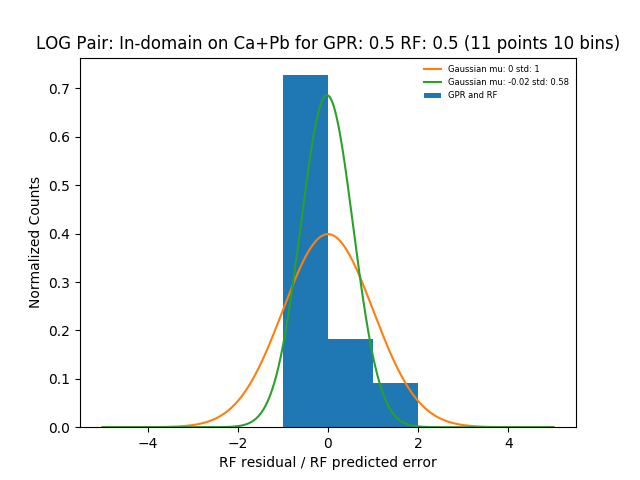 LOG Pair: In-domain on Ca+Pb for GPR: 0.5 RF: 0.5 (11 points 10 bins)
Gaussian mu: 0 std: 1
Gaussian mu: -0.02 std: 0.58
GPR and RF
Normalized Counts
0.7
0.6
0.5
0.4
0.3
0.2
0.1
0.0
−4 −2 0 2 4
RF residual / RF predicted error